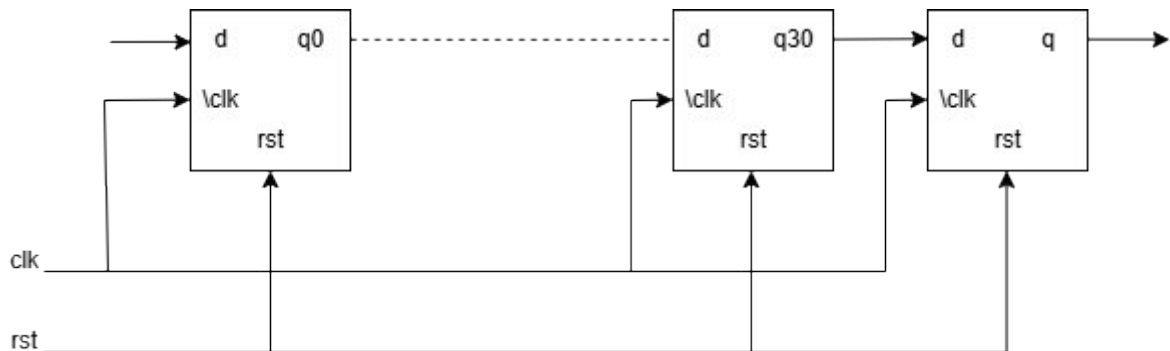 d q0 d q30 d q
\clk \clk \clk
rst rst rst
clk
rst